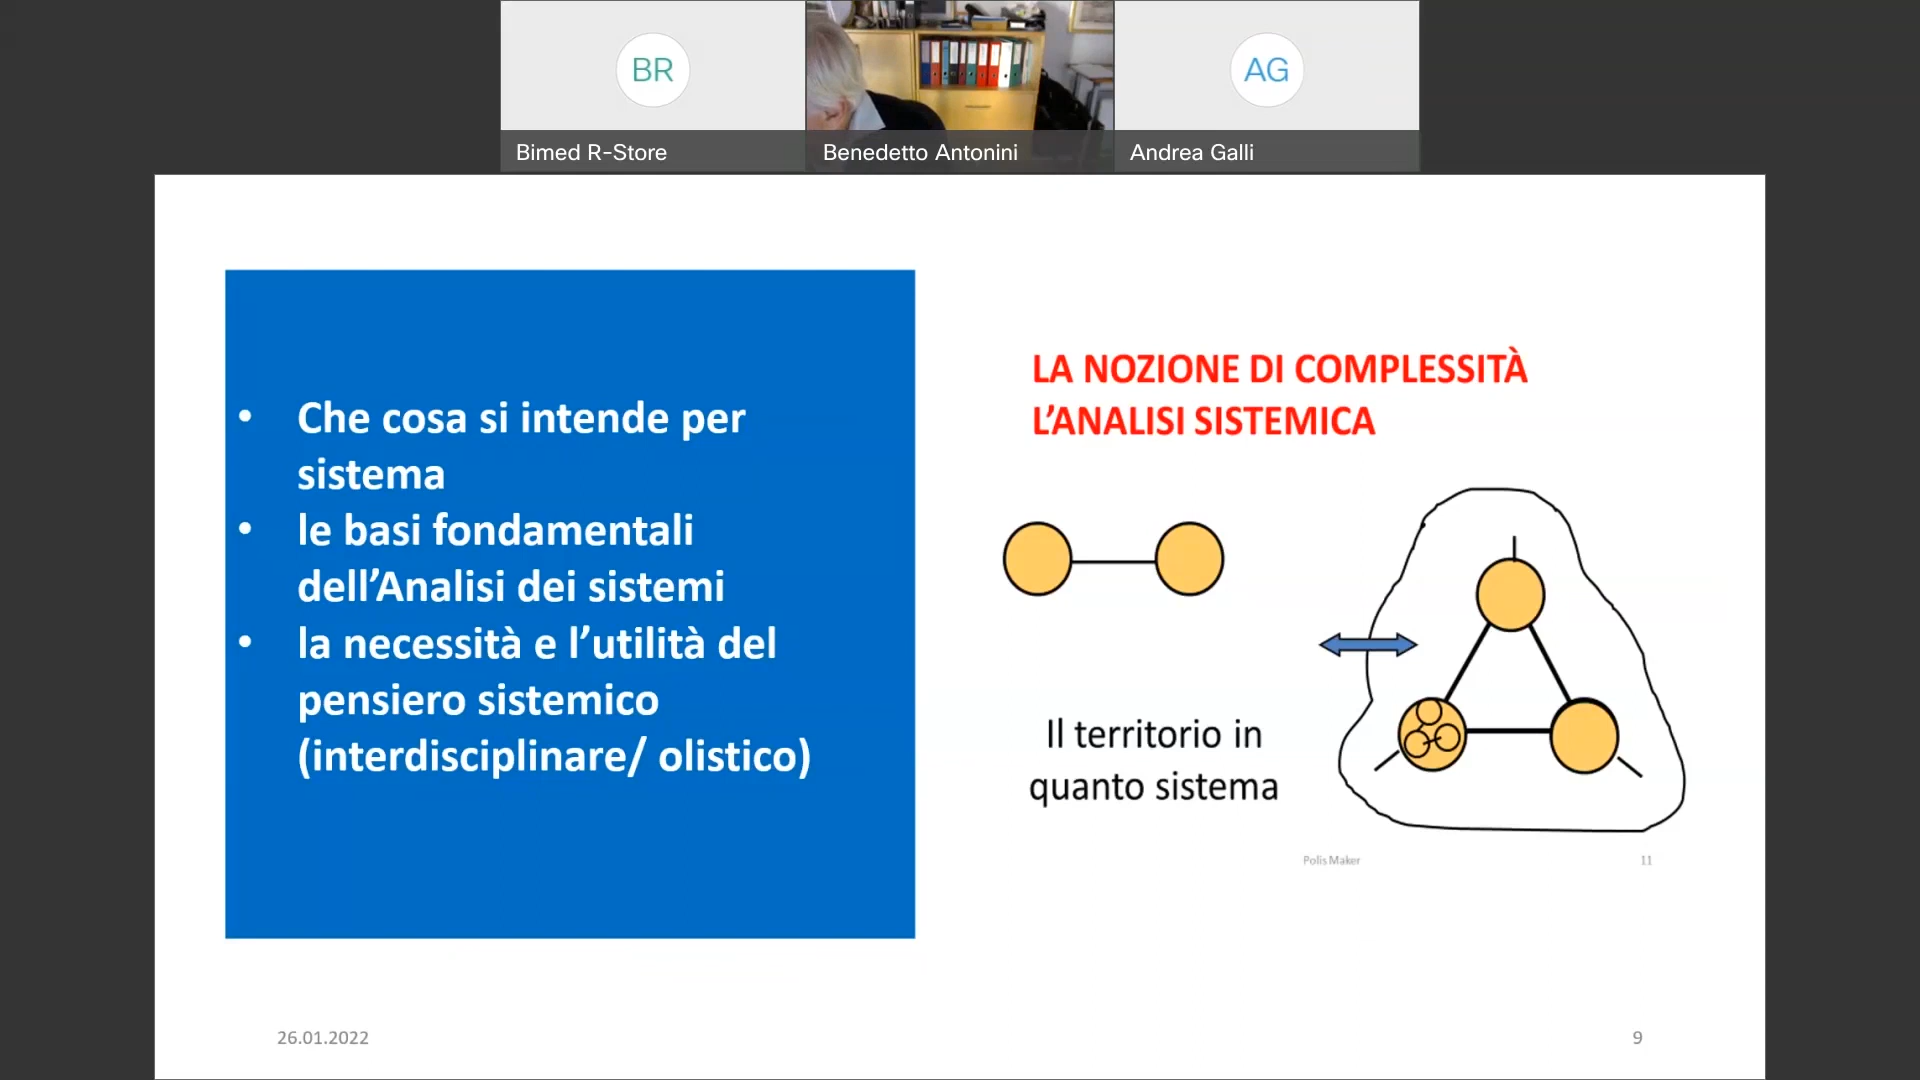 BR
AG
Bimed R-Store
Benedetto Antonini
Andrea Galli
• Che cosa si intende per
sistema
• le basi fondamentali
dell’Analisi dei sistemi
• la necessità e l’utilità del
pensiero sistemico
(interdisciplinare/ olistico)
LA NOZIONE DI COMPLESSITÀ
L’ANALISI SISTEMICA
Il territorio in
quanto sistema
Polis Maker
11
26.01.2022
9